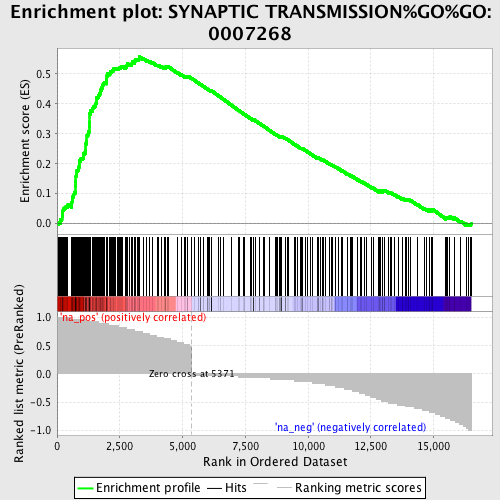 Enrichment plot: SYNAPTIC TRANSMISSION%GO%GO:
0007268
Enrichment score (ES)
0.5
0.4
0.3
0.2
0.1
0.0
Ranked list metric (PreRanked)
1.0
0.5
0.0
-0.5
-1.0
'na_pos' (positively correlated)
Zero cross at 5371
'na_neg' (negatively correlated)
0
2,500
5,000
7,500
10,000
12,500
15,000
Rank in Ordered Dataset
Enrichment profile
Hits
Ranking metric scores